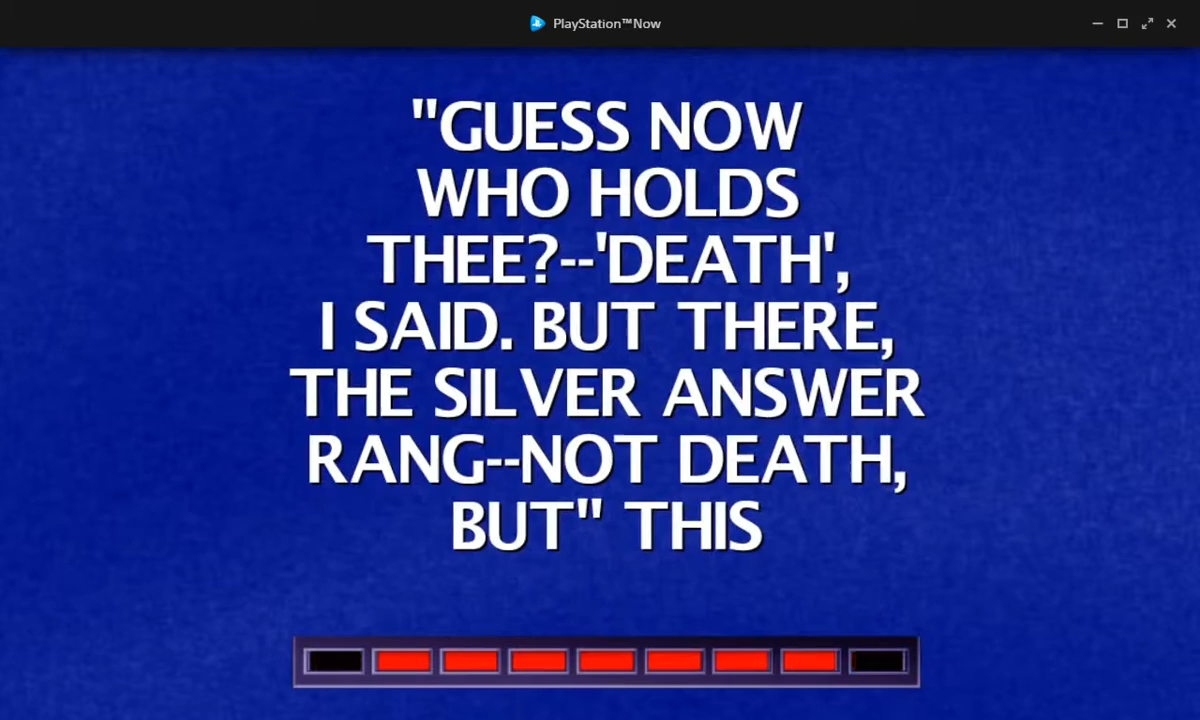 PlayStation™Now
"GUESS NOW
WHO HOLDS
THEE?--'DEATH',
I SAID. BUT THERE,
THE SILVER ANSWER
RANG--NOT DEATH,
BUT" THIS